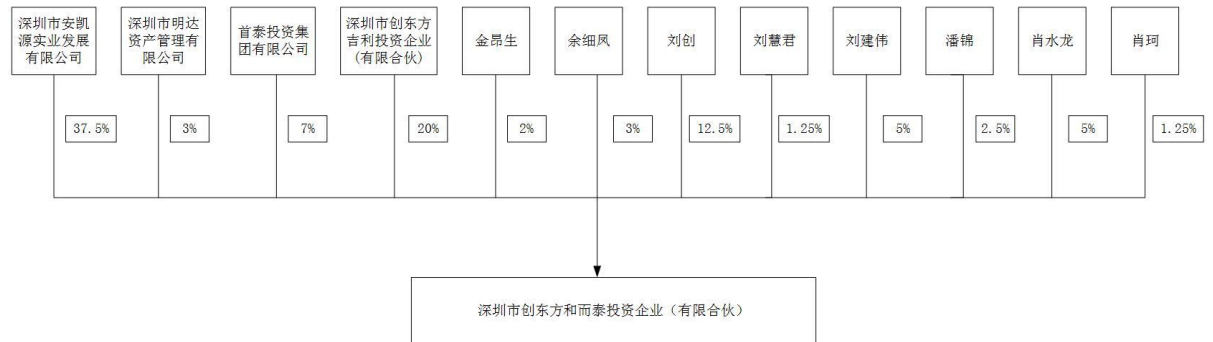 深圳市安凯
源实业发展
有限公司
深圳市明达
资产管理有
限公司
首泰投资集
团有限公司
深圳市创东方
吉利投资企业
(有限合伙)
金昂生
余细凤
刘创
刘慧君
刘建伟
潘锦
肖水龙
肖珂
37.5%
3%
7%
20%
2%
3%
12.5%
1.25%
5%
2.5%
5%
1.25%
深圳市创东方和而泰投资企业（有限合伙）